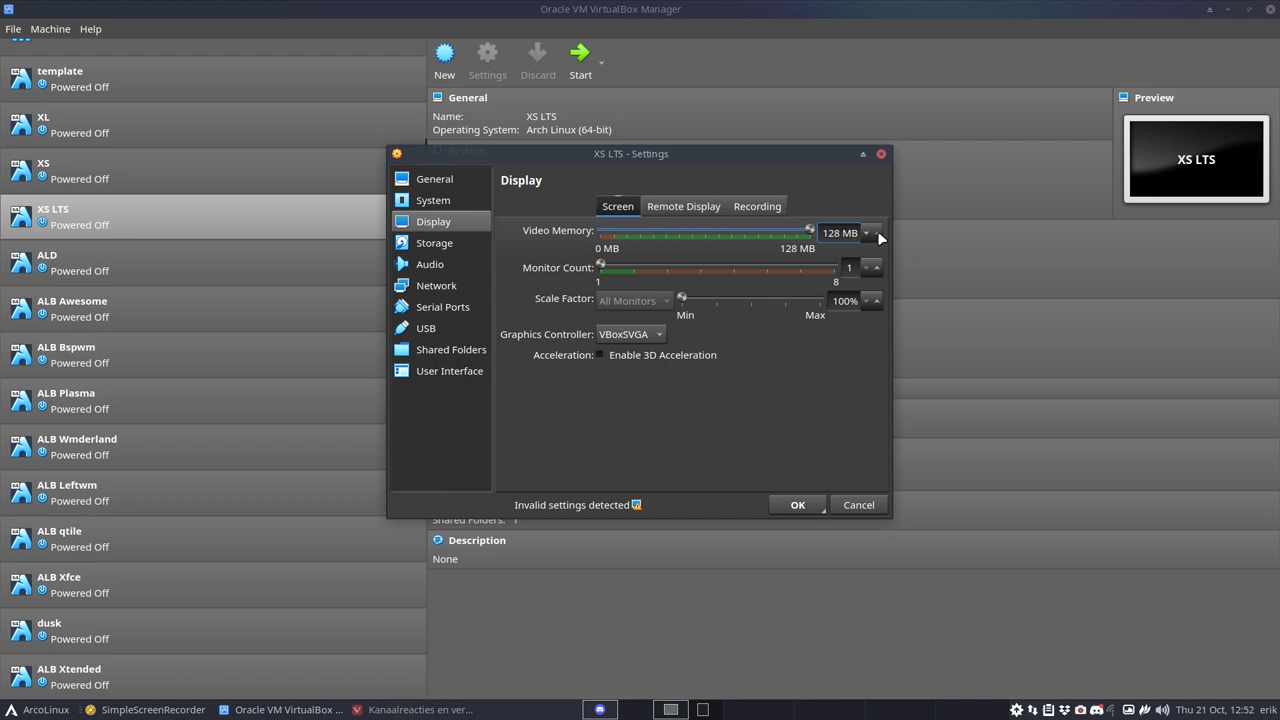 Oracle VM VirtualBox Manager
File Machine Help
template
Powered Off
XL
Powered Off
XS
Powered Off
XS LTS
Powered Off
ALD
Powered Off
ALB Awesome
Powered Off
ALB Bspwm
Powered Off
ALB Plasma
Powered Off
ALB Wmderland
Powered Off
ALB Leftwm
Powered Off
ALB qtile
Powered Off
ALB Xfce
Powered Off
dusk
Powered Off
ALB Xtended
Powered Off
New Settings Discard Start
General
Name: XS LTS
Operating System: Arch Linux (64-bit)
Preview
XS LTS
XS LTS - Settings
General
System
Display
Storage
Audio
Network
Serial Ports
USB
Shared Folders
User Interface
Display
Screen Remote Display Recording
Video Memory: 128 MB
0 MB 128 MB
Monitor Count: 1
1 8
Scale Factor: All Monitors 100%
Min Max
Graphics Controller: VBoxSVGA
Acceleration: Enable 3D Acceleration
Invalid settings detected OK Cancel
Shared Folders: 1
Description
None
ArcoLinux SimpleScreenRecorder Oracle VM VirtualBox ... Kanaalreacties en ver... Thu 21 Oct, 12:52 erik